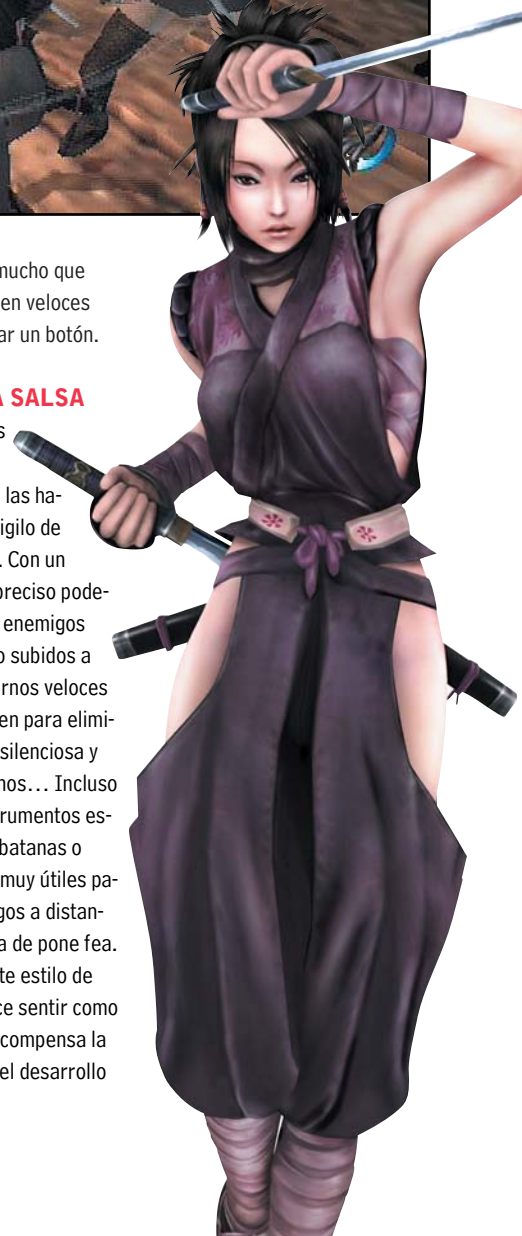 mucho que
en veloces
ar un botón.
A SALSA
s
las ha-
igilo de
. Con un
preciso pode-
enemigos
o subidos a
rnos veloces
en para elimi-
silenciosa y
nos... Incluso
rumentos es-
batanas o
muy útiles pa-
gos a distan-
a de pone fea.
te estilo de
ce sentir como
compensa la
el desarrollo